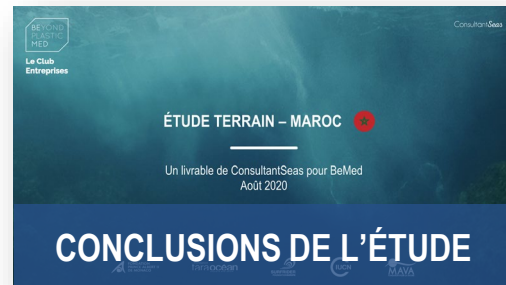 BEYOND
PLASTIC
MED
ConsultantSeas
Le Club
Entreprises
ÉTUDE TERRAIN – MAROC
Un livrable de ConsultantSeas pour BeMed
Août 2020
CONCLUSIONS DE L'ÉTUDE
taraocéan
IUCN
MAVA